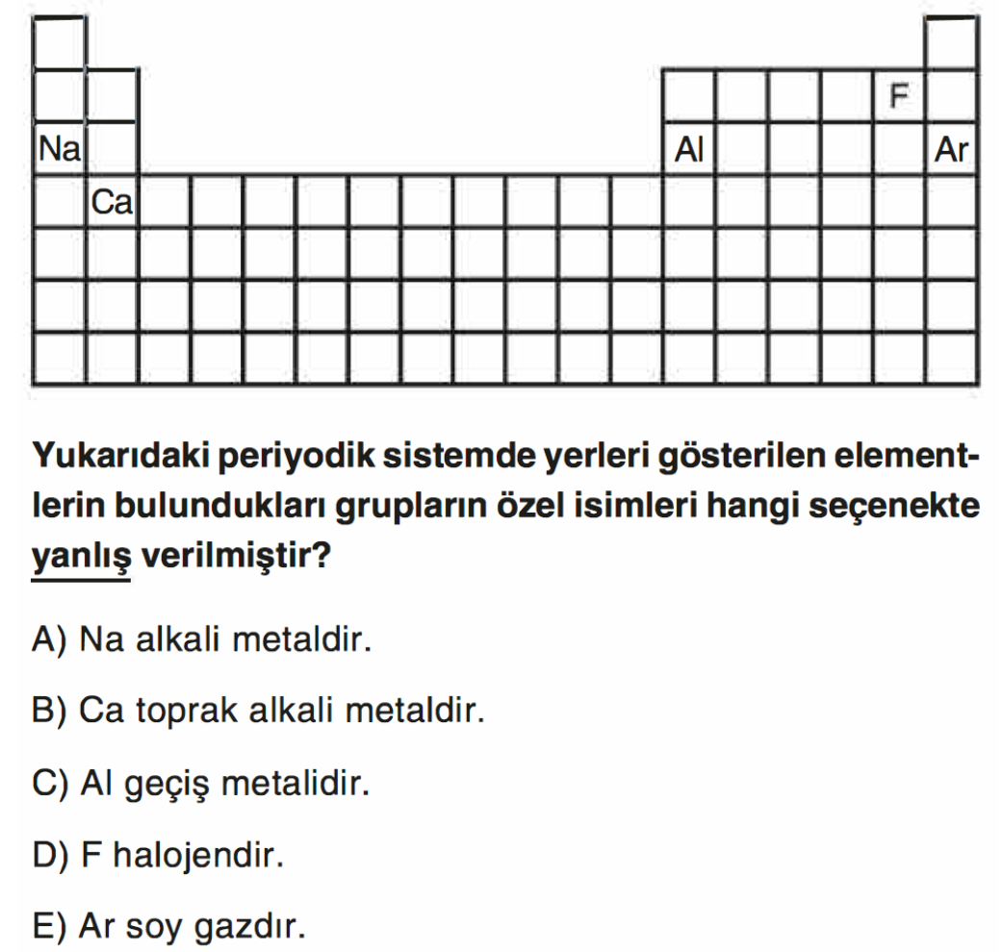 F
Na Al Ar
Ca
Yukarıdaki periyodik sistemde yerleri gösterilen element-
lerin bulundukları grupların özel isimleri hangi seçenekte
yanlış verilmiştir?
A) Na alkali metaldir.
B) Ca toprak alkali metaldir.
C) Al geçiş metalidir.
D) F halojendir.
E) Ar soy gazdır.